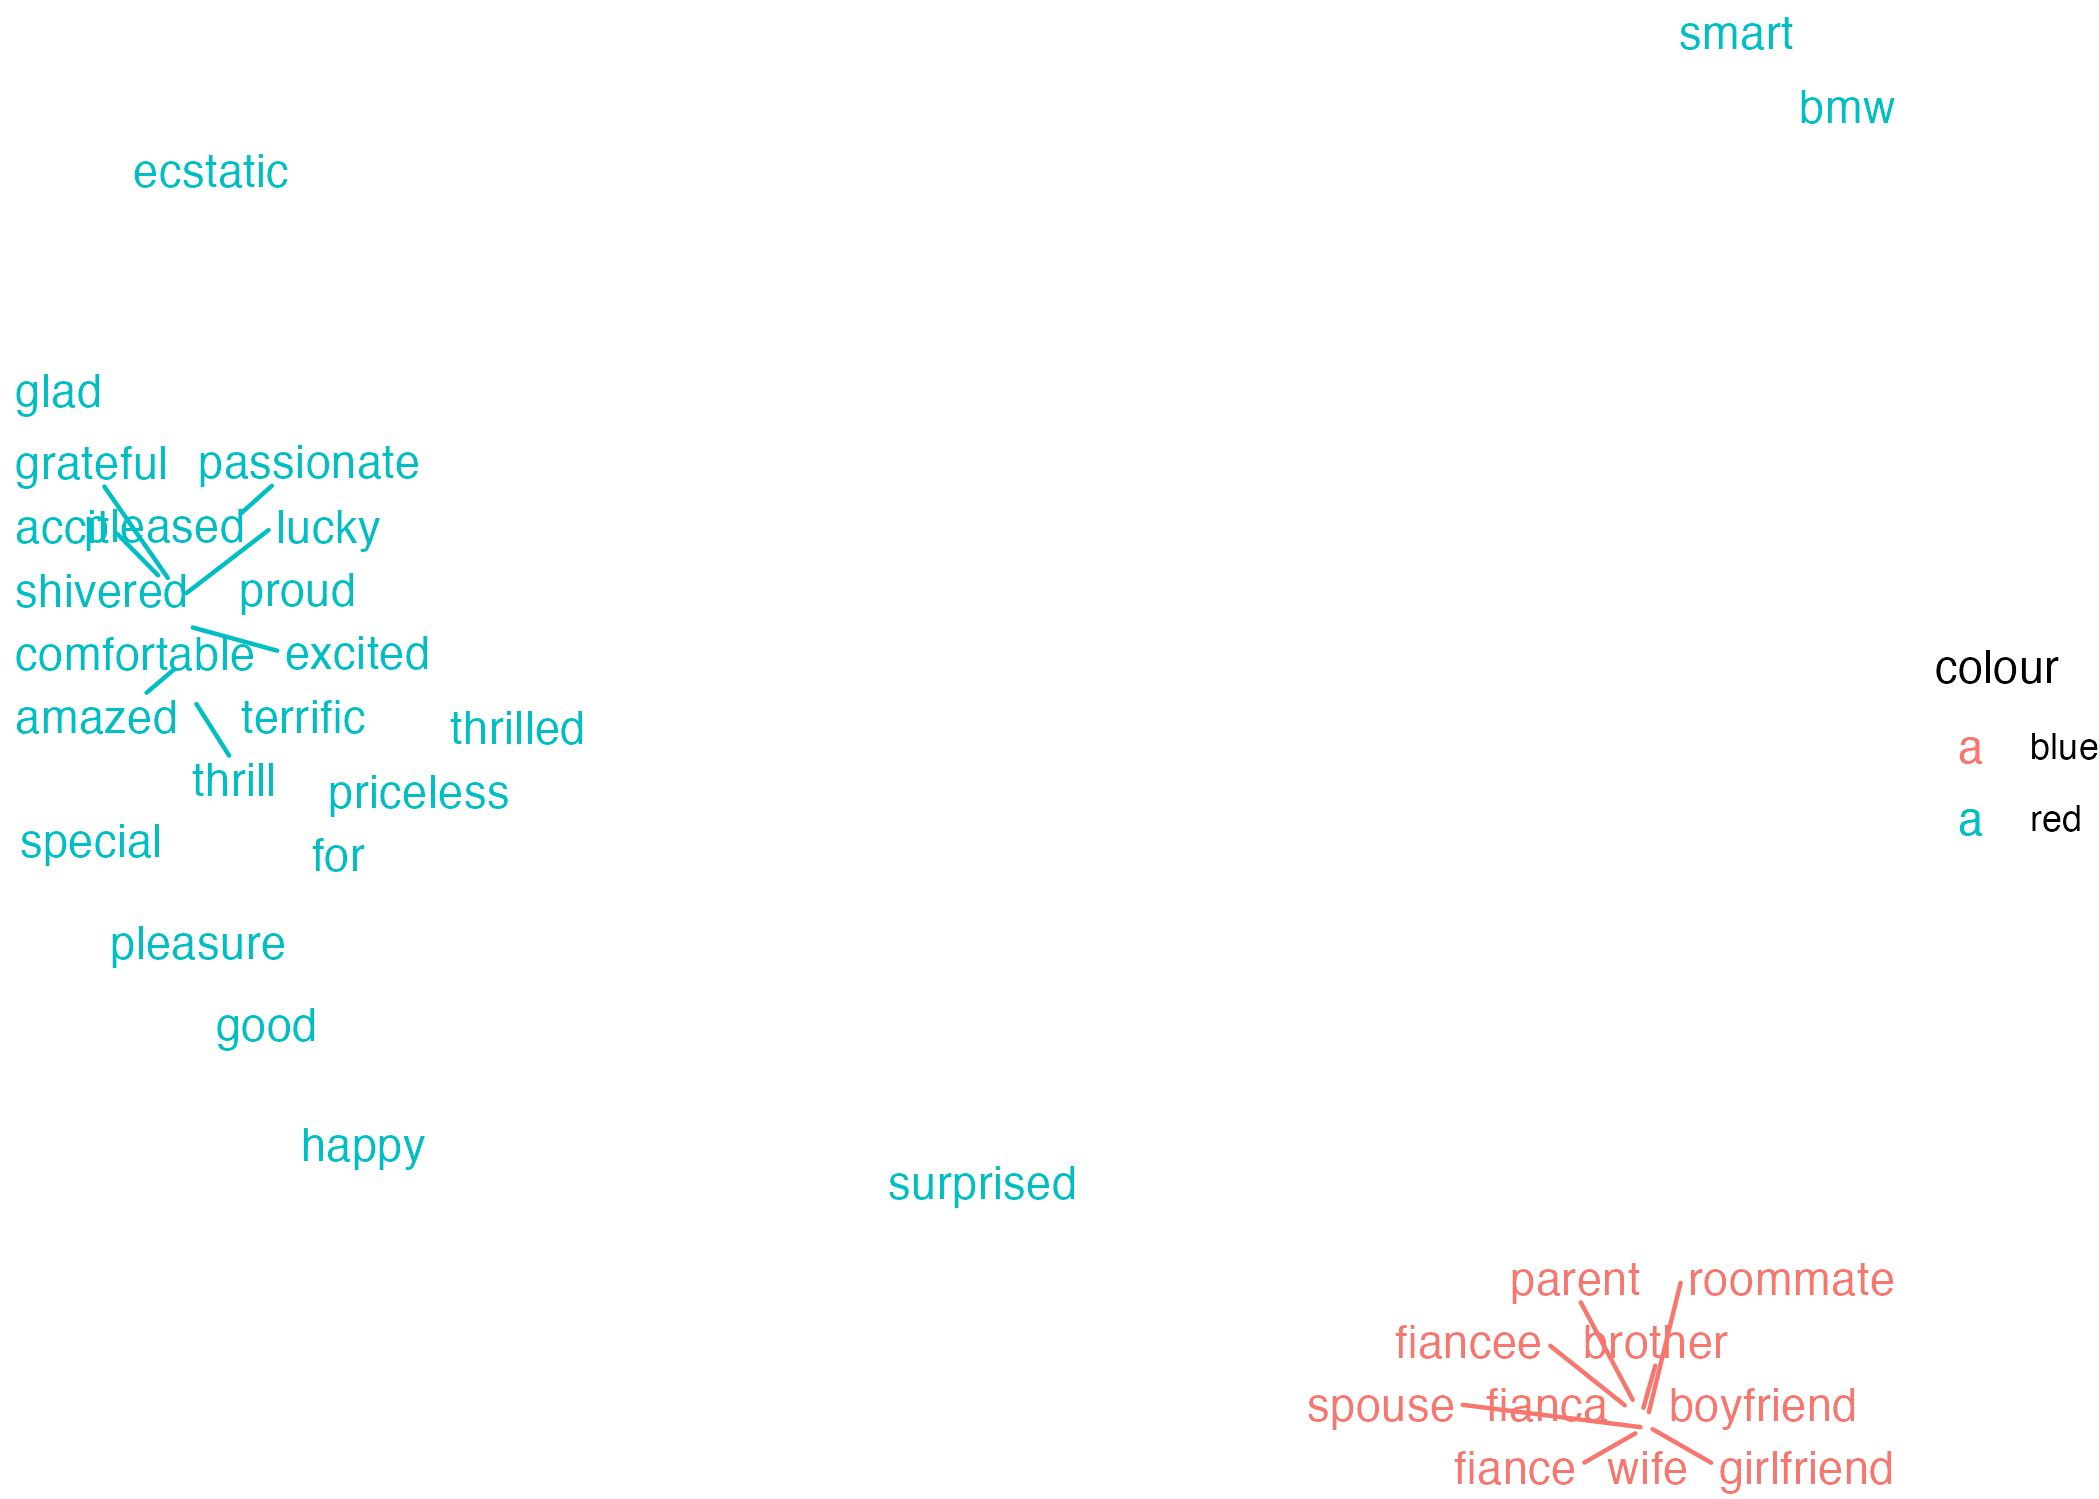 smart
bmw
ecstatic
glad
grateful passionate
pleased lucky
shivered proud
comfortable excited
amazed terrific thrilled
thrill priceless
special for
pleasure
good
happy
surprised
colour
a blue
a red
parent roommate
fiancee brother
spouse fianca boyfriend
fiance wife girlfriend